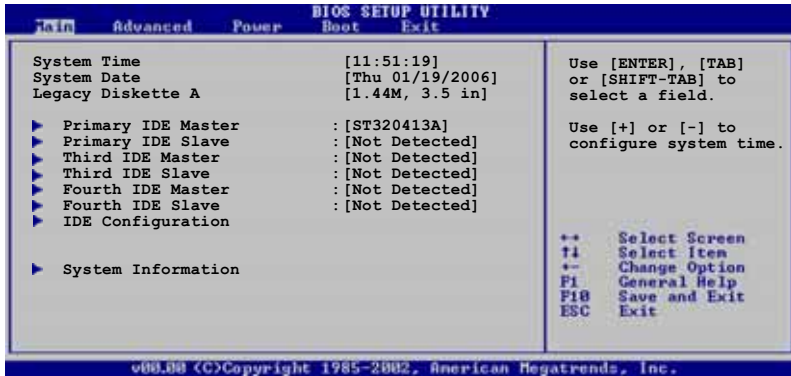 BIOS SETUP UTILITY
Main Advanced Power Boot Exit
System Time [11:51:19]
System Date [Thu 01/19/2006]
Legacy Diskette A [1.44M, 3.5 in]
Primary IDE Master :[ST320413A]
Primary IDE Slave :[Not Detected]
Third IDE Master :[Not Detected]
Third IDE Slave :[Not Detected]
Fourth IDE Master :[Not Detected]
Fourth IDE Slave :[Not Detected]
IDE Configuration
System Information
Use [ENTER], [TAB]
or [SHIFT-TAB] to
select a field.
Use [+] or [-] to
configure system time.
←→ Select Screen
↑↓ Select Item
+- Change Option
F1 General Help
F10 Save and Exit
ESC Exit
v00.00 (C)Copyright 1985-2002, American Megatrends, Inc.